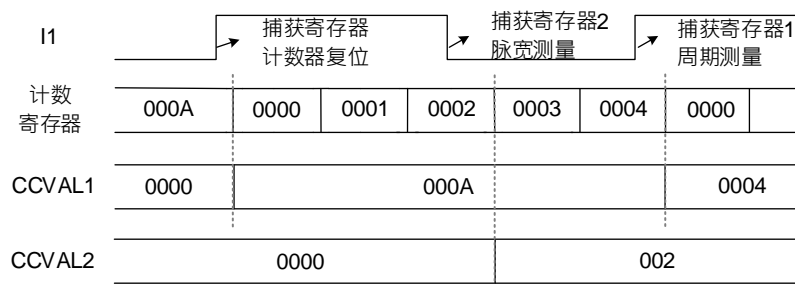 I1
捕获寄存器
计数器复位
捕获寄存器2
脉宽测量
捕获寄存器1
周期测量
计数
寄存器
000A 0000 0001 0002 0003 0004 0000
CCVAL1 0000 000A 0004
CCVAL2 0000 002